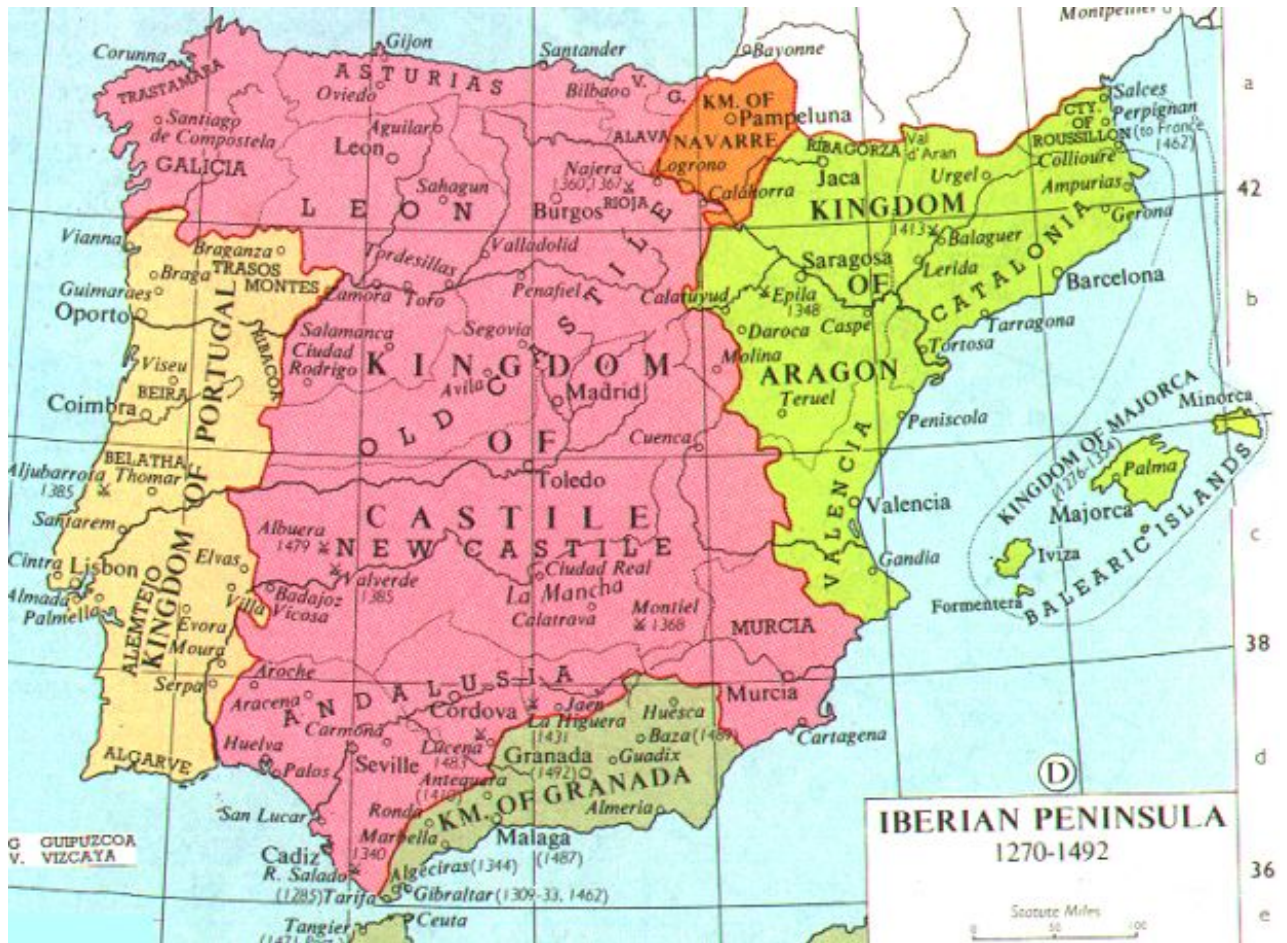 Montpellier
Corunna
Gijon
Santander
Bayonne
a
TRASTAMARA
ASTURIAS
Oviedo
Bilbao
V.
G.
KM. OF
NAVARRE
Pampeluna
Salces
CTY.
OF
ROUSSILLON
Perpignan
(to France
1462)
Santiago
de Compostela
Aguilar
ALAVA
RIBAGORZA
Val
d'Aran
Collioure
GALICIA
Leon
Najera
1360,1367
Logrono
Jaca
Urgel
Ampurias
Sahagun
Calahorra
42
LEON
Burgos
RIOJA
KINGDOM
Gerona
Vianna
1413
Balaguer
Braganza
Valladolid
Saragosa
Lerida
Braga
TRASOS
MONTES
Tordesillas
OF
CATALONIA
Barcelona
Guimaraes
Zamora
Toro
Penafiel
Calatuyud
Epila
1348
b
Oporto
Salamanca
Segovia
Daroca
Caspe
Tarragona
RIBACOA
Ciudad
Rodrigo
Molina
Tortosa
Viseu
KINGDOM
ARAGON
BEIRA
Avila
Madrid
Teruel
Minorca
Coimbra
OLD CASTILE
OF
Cuenca
Peniscola
KINGDOM OF MAJORCA
(1276-1354)
BELATHA
Palma
Aljubarrota
1385
Thomar
Toledo
VALENCIA
Valencia
Majorca
Santarem
CASTILE
BALEARIC ISLANDS
Albuera
1479
NEW CASTILE
c
Cintra
Lisbon
Elvas
Ciudad Real
Gandia
Iviza
Valverde
1385
Almada
Palmella
Villa
Vicosa
Badajoz
La Mancha
Formentera
KINGDOM OF
PORTUGAL
ALEMTEJO
Evora
Calatrava
Montiel
1368
MURCIA
Moura
38
Aroche
Serpa
ANDALUSIA
Murcia
Aracena
Cordova
Jaen
Huesca
Carmona
La Higuera
1431
Baza (1489)
Cartagena
Huelva
Lucena
1483
Granada
(1492)
Guadix
d
ALGARVE
Palos
Seville
Antequera
(1410)
D
San Lucar
Ronda
KM. OF GRANADA
Almeria
IBERIAN PENINSULA
1270-1492
G GUIPUZCOA
V. VIZCAYA
Marbella
Malaga
(1487)
Cadiz
1340
R. Salado
Algeciras (1344)
36
(1285) Tarifa
Gibraltar (1309-33, 1462)
Statute Miles
e
Ceuta
0 50 100
Tangier
(1471 Port.)